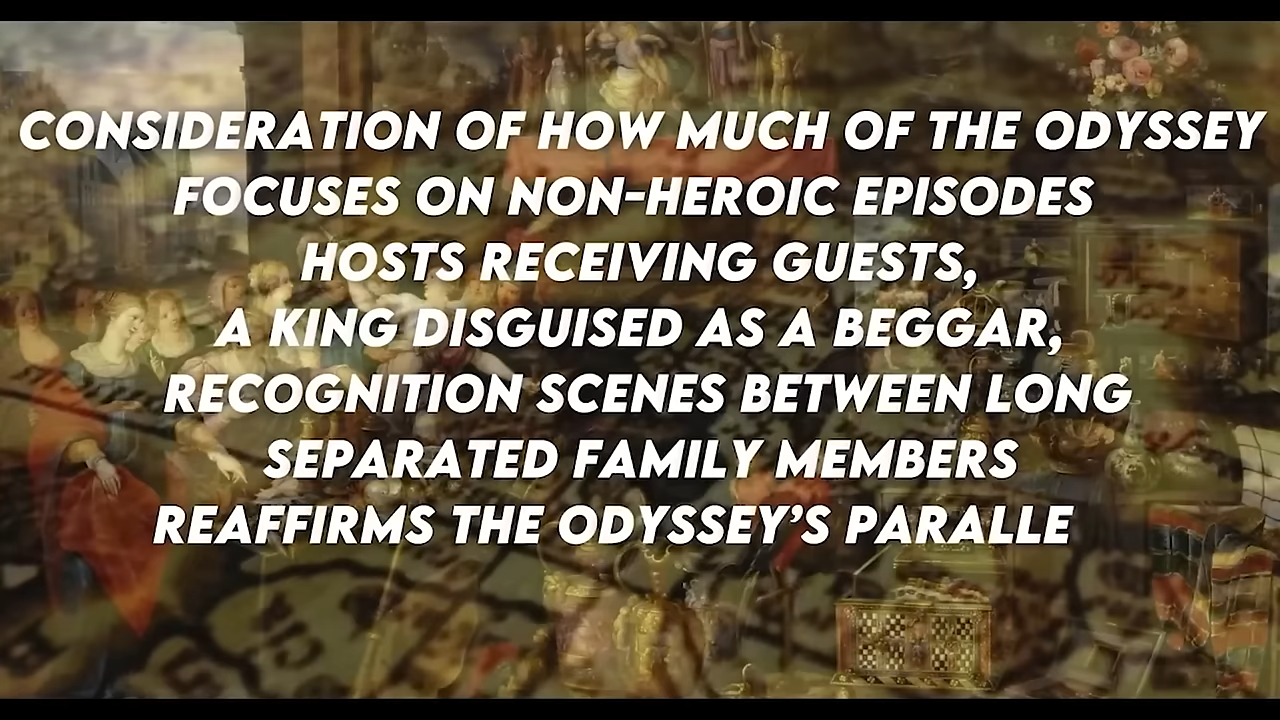 CONSIDERATION OF HOW MUCH OF THE ODYSSEY
FOCUSES ON NON-HEROIC EPISODES
HOSTS RECEIVING GUESTS,
A KING DISGUISED AS A BEGGAR,
RECOGNITION SCENES BETWEEN LONG
SEPARATED FAMILY MEMBERS
REAFFIRMS THE ODYSSEY’S PARALLE